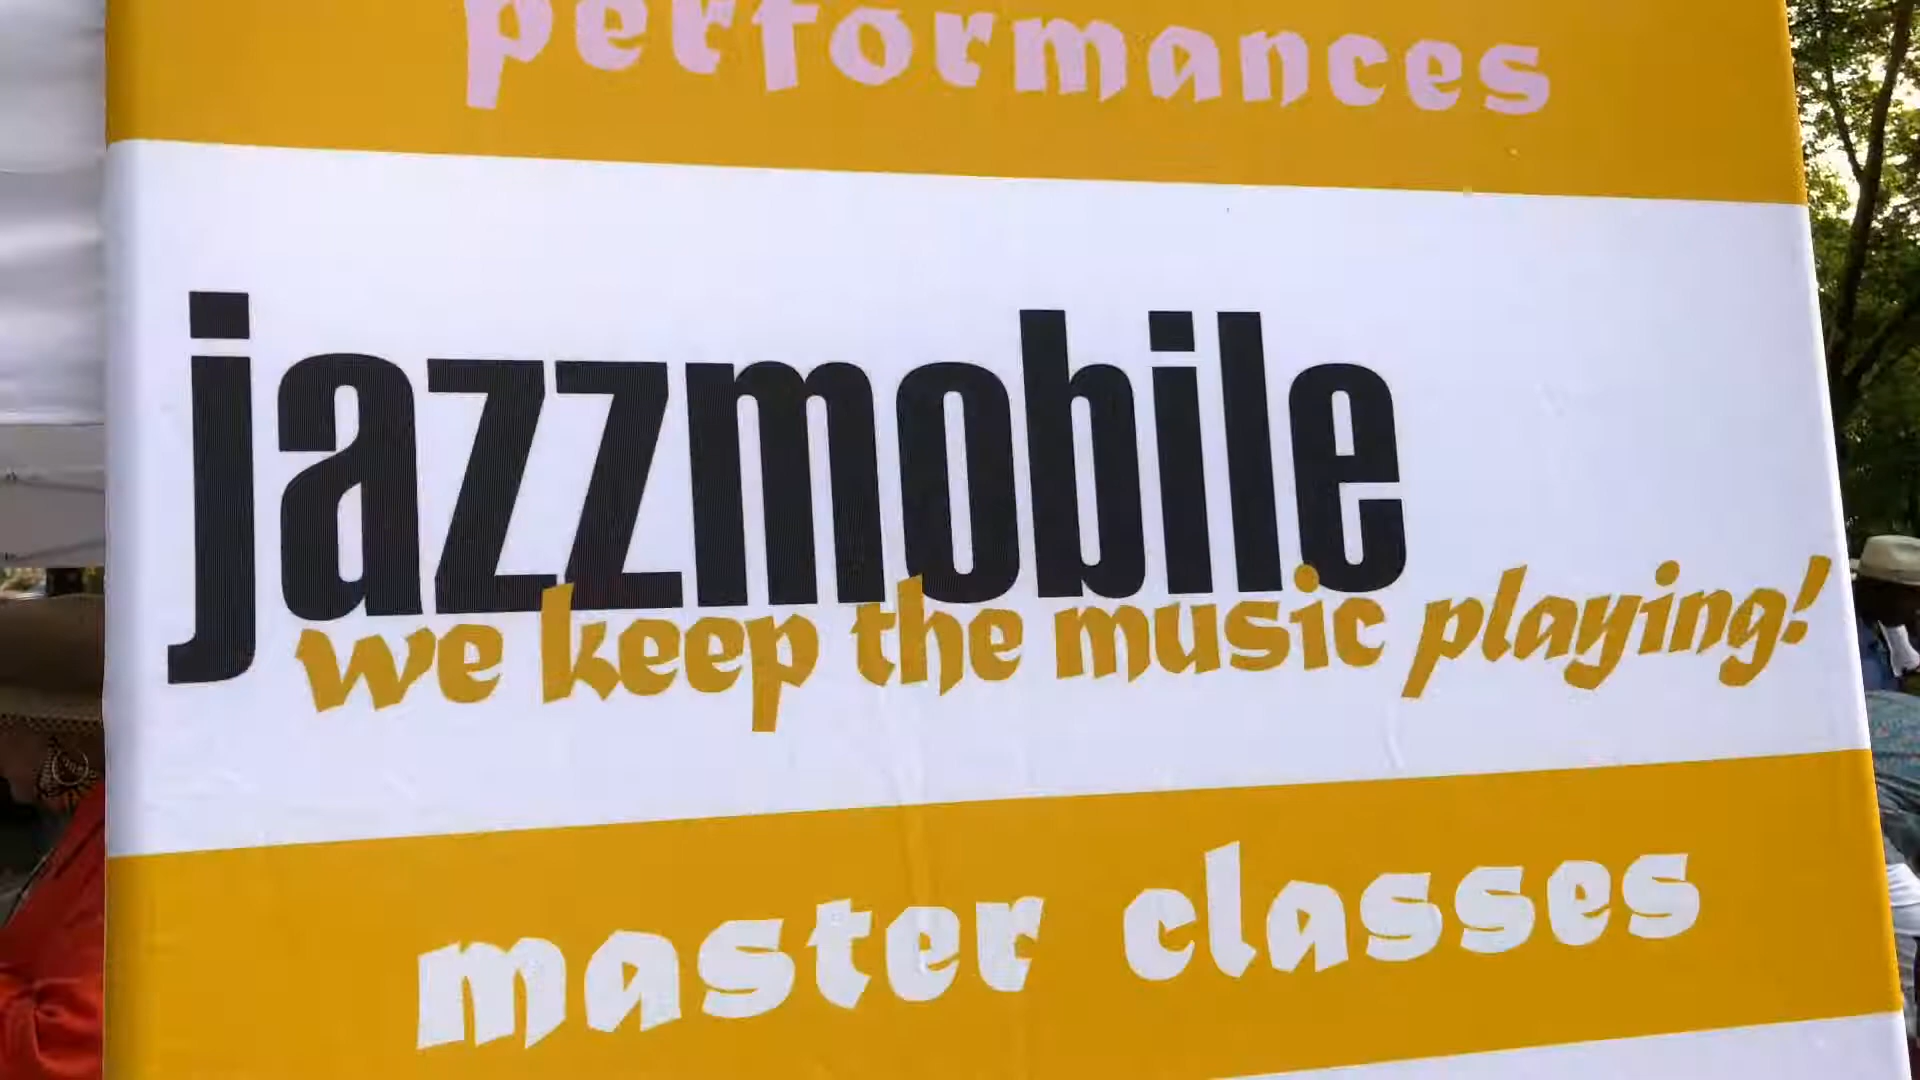 performances
jazzmobile
we keep the music playing!
master classes